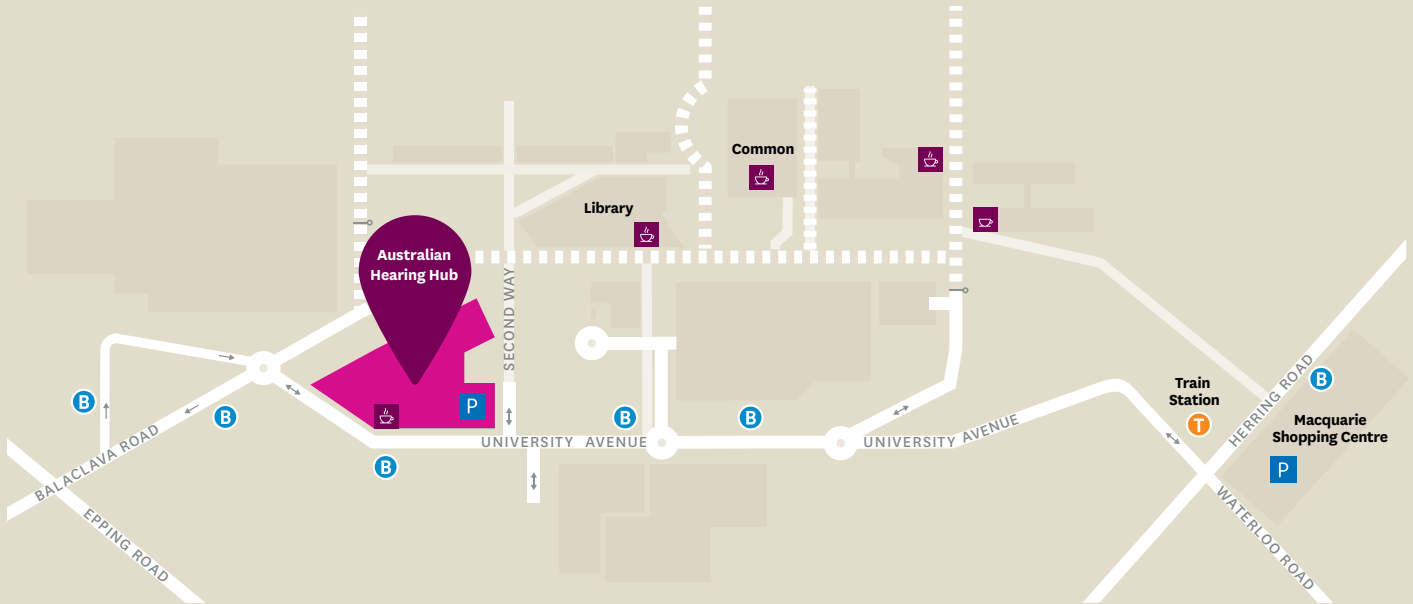 Common
Library
Australian
Hearing Hub
SECOND WAY
Train
Station
T
HERRING ROAD
B
Macquarie
Shopping Centre
P
B
B
P
B
B
B
UNIVERSITY AVENUE
UNIVERSITY AVENUE
BALACLAVA ROAD
EPPING ROAD
WATERLOO ROAD